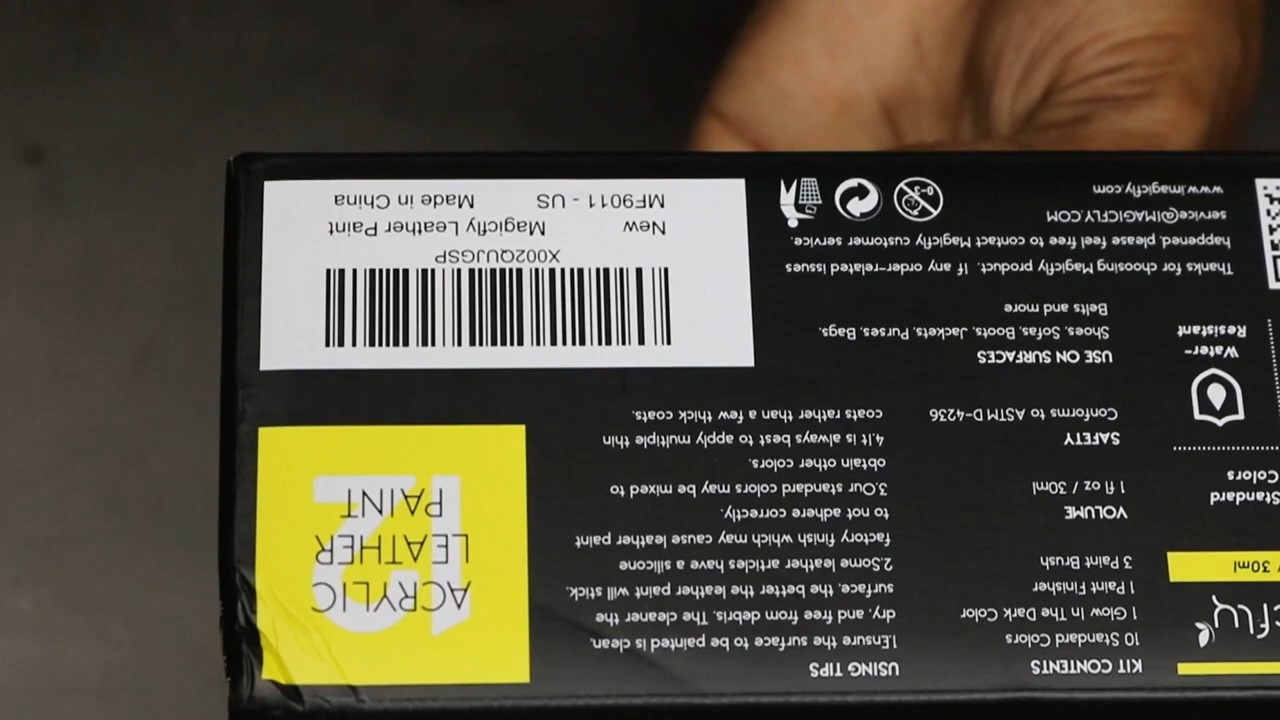 KIT CONTENTS
10 Standard Colors
1 Glow In The Dark Color
1 Paint Finisher
3 Paint Brush
VOLUME
1 fl oz / 30ml
SAFETY
Conforms to ASTM D-4236
USING TIPS
1.Ensure the surface to be painted is clean,
dry, and free from debris. The cleaner the
surface, the better the leather paint will stick.
2.Some leather articles have a silicone
factory finish which may cause leather paint
to not adhere correctly.
3.Our standard colors may be mixed to
obtain other colors.
4.It is always best to apply multiple thin
coats rather than a few thick coats.
12
ACRYLIC
LEATHER
PAINT
30ml
Standard
Colors
Water-
Resistant
USE ON SURFACES
Shoes, Sofas, Boots, Jackets, Purses, Bags,
Belts and more
Thanks for choosing Magicfly product. If any order-related issues
happened, please feel free to contact Magicfly customer service.
service@IMAGICFLY.COM
www.imagicfly.com
0-3
X002QUJGSP
New Magicfly Leather Paint
MF9011 - US Made in China